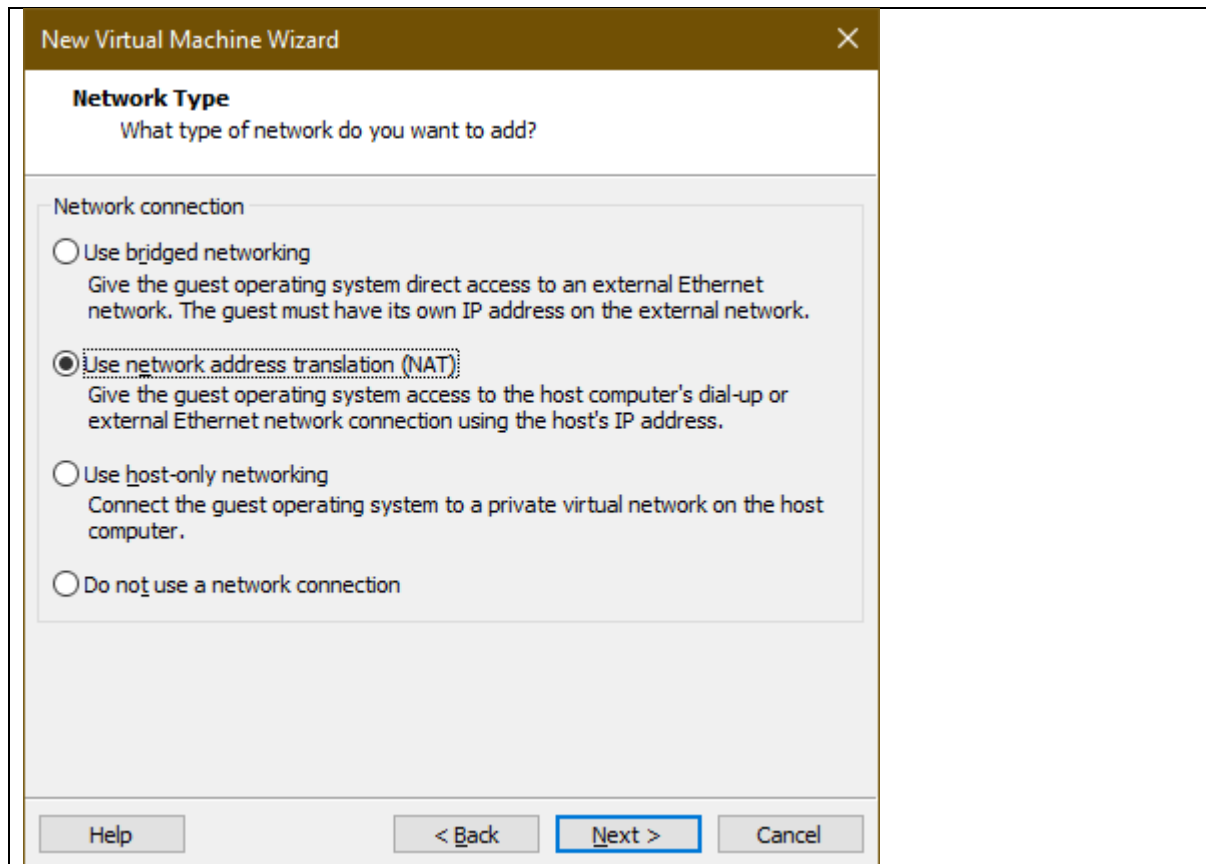 New Virtual Machine Wizard
Network Type
What type of network do you want to add?
Network connection
Use bridged networking
Give the guest operating system direct access to an external Ethernet
network. The guest must have its own IP address on the external network.
Use network address translation (NAT)
Give the guest operating system access to the host computer's dial-up or
external Ethernet network connection using the host's IP address.
Use host-only networking
Connect the guest operating system to a private virtual network on the host
computer.
Do not use a network connection
Help < Back Next > Cancel